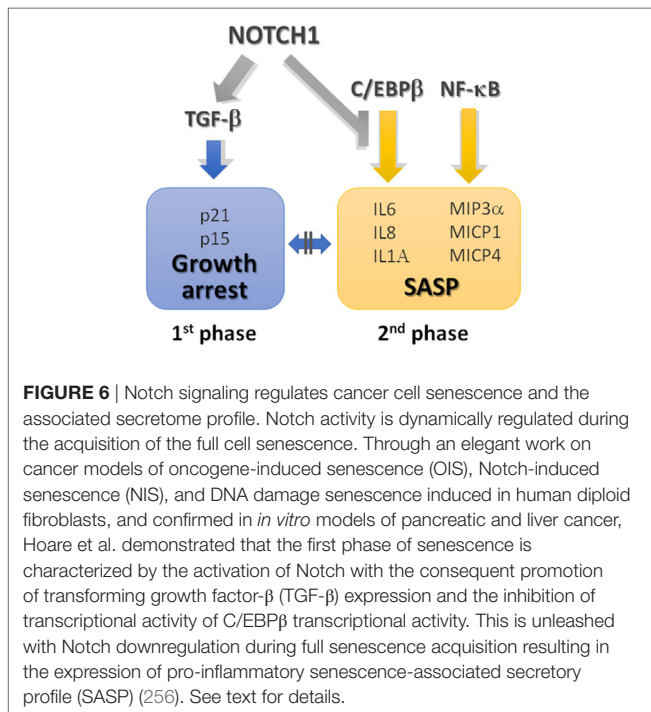 NOTCH1
C/EBPβ NF-κB
TGF-β
p21
p15
Growth
arrest
IL6 MIP3α
IL8 MICP1
IL1A MICP4
SASP
1st phase 2nd phase
FIGURE 6 | Notch signaling regulates cancer cell senescence and the
associated secretome profile. Notch activity is dynamically regulated during
the acquisition of the full cell senescence. Through an elegant work on
cancer models of oncogene-induced senescence (OIS), Notch-induced
senescence (NIS), and DNA damage senescence induced in human diploid
fibroblasts, and confirmed in in vitro models of pancreatic and liver cancer,
Hoare et al. demonstrated that the first phase of senescence is
characterized by the activation of Notch with the consequent promotion
of transforming growth factor-β (TGF-β) expression and the inhibition of
transcriptional activity of C/EBPβ transcriptional activity. This is unleashed
with Notch downregulation during full senescence acquisition resulting in
the expression of pro-inflammatory senescence-associated secretory
profile (SASP) (256). See text for details.